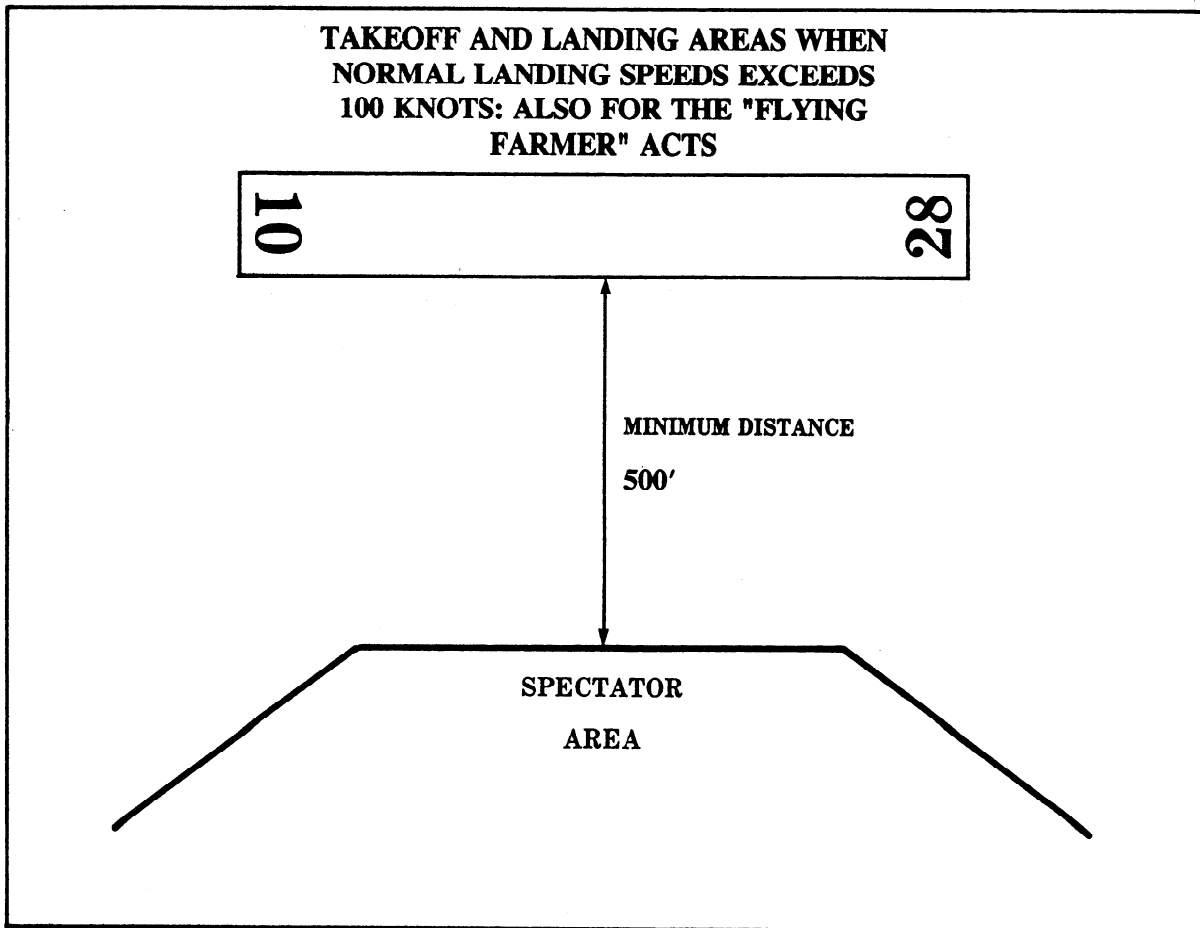 TAKEOFF AND LANDING AREAS WHEN
NORMAL LANDING SPEEDS EXCEEDS
100 KNOTS: ALSO FOR THE "FLYING
FARMER" ACTS
10
28
MINIMUM DISTANCE
500'
SPECTATOR
AREA